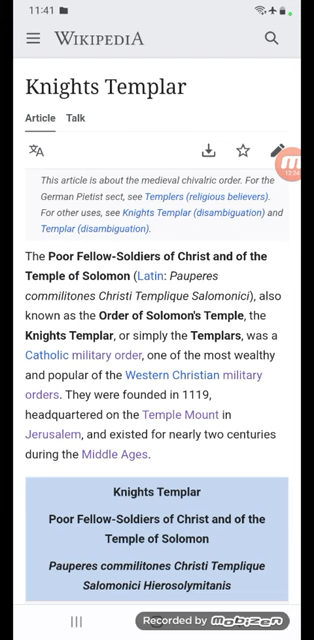 11:41
WIKIPEDIA
Knights Templar
Article Talk
This article is about the medieval chivalric order. For the
German Pietist sect, see Templers (religious believers).
For other uses, see Knights Templar (disambiguation) and
Templar (disambiguation).
The Poor Fellow-Soldiers of Christ and of the
Temple of Solomon (Latin: Pauperes
commilitones Christi Templique Salomonici), also
known as the Order of Solomon's Temple, the
Knights Templar, or simply the Templars, was a
Catholic military order, one of the most wealthy
and popular of the Western Christian military
orders. They were founded in 1119,
headquartered on the Temple Mount in
Jerusalem, and existed for nearly two centuries
during the Middle Ages.
Knights Templar
Poor Fellow-Soldiers of Christ and of the
Temple of Solomon
Pauperes commilitones Christi Templique
Salomonici Hierosolymitanis
Recorded by mobizen